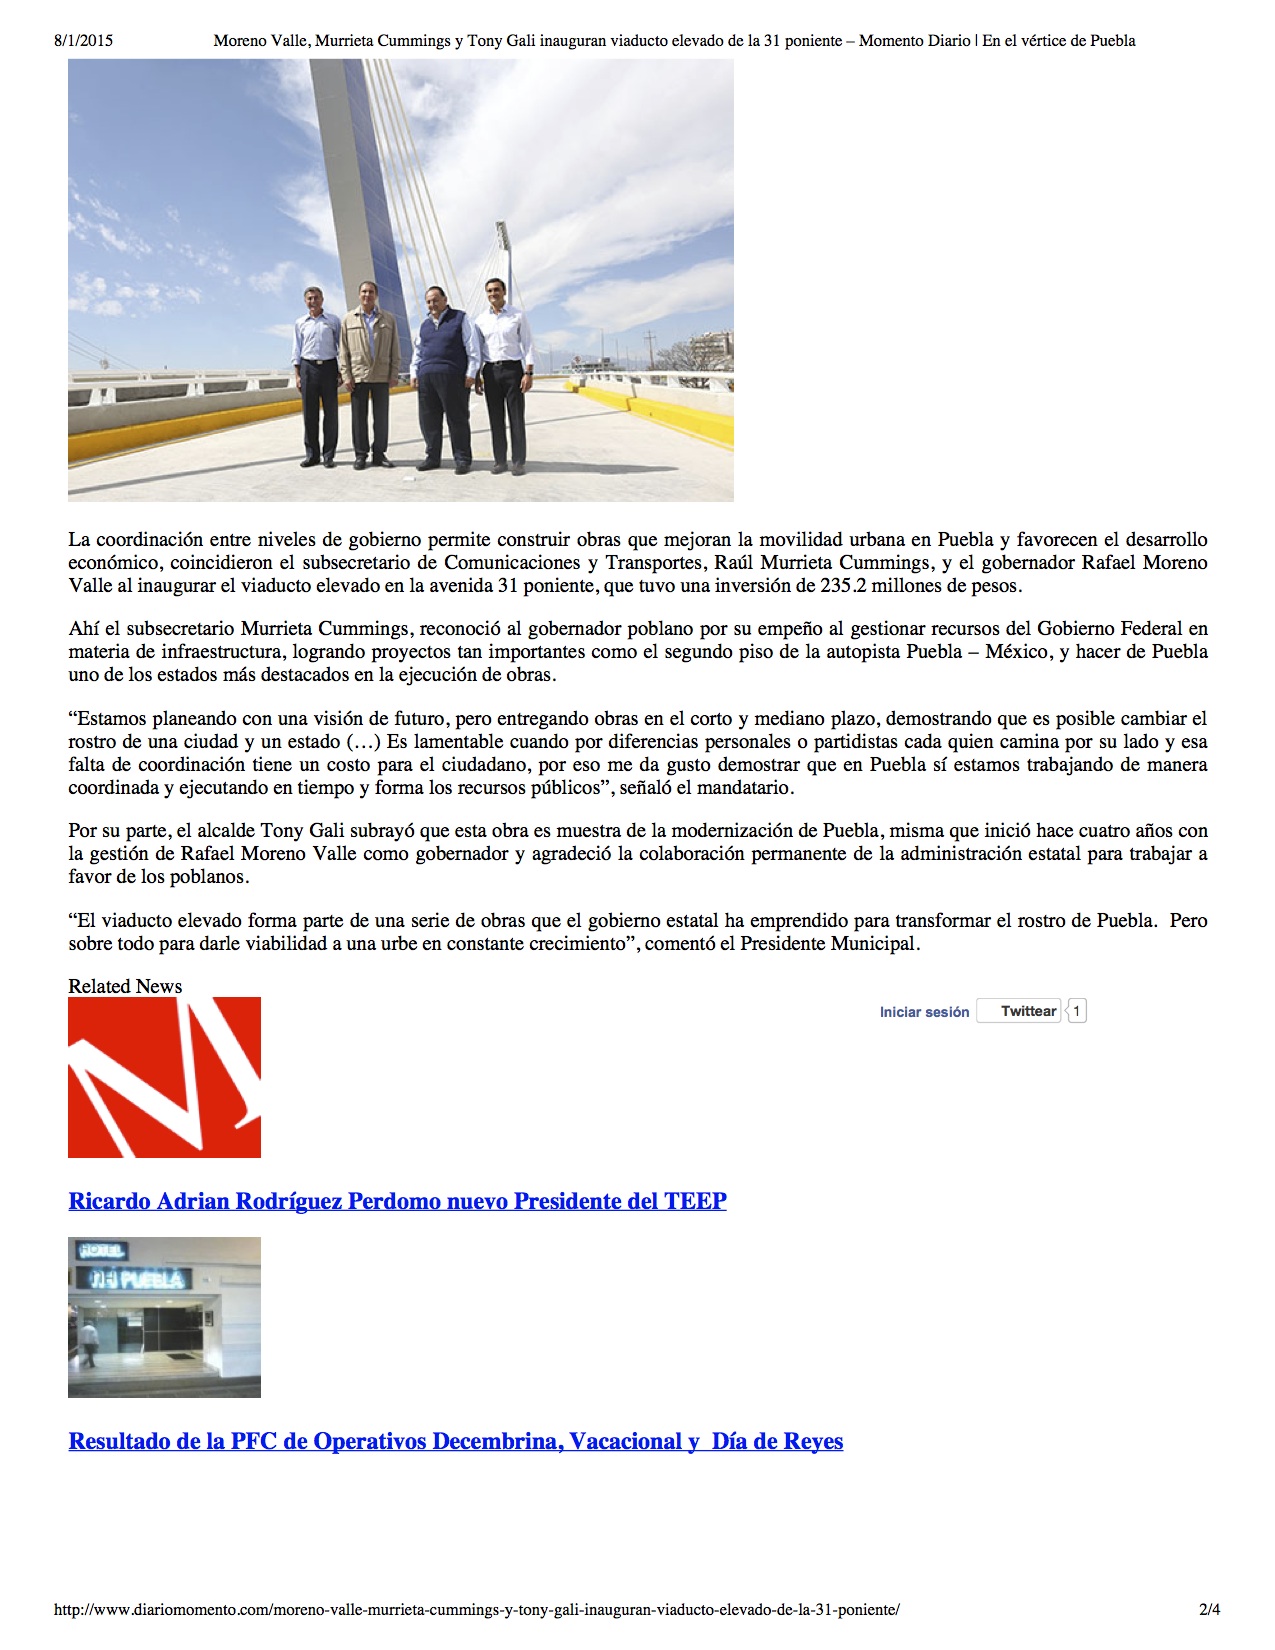 8/1/2015 Moreno Valle, Murrieta Cummings y Tony Gali inauguran viaducto elevado de la 31 poniente – Momento Diario | En el vértice de Puebla
La coordinación entre niveles de gobierno permite construir obras que mejoran la movilidad urbana en Puebla y favorecen el desarrollo
económico, coincidieron el subsecretario de Comunicaciones y Transportes, Raúl Murrieta Cummings, y el gobernador Rafael Moreno
Valle al inaugurar el viaducto elevado en la avenida 31 poniente, que tuvo una inversión de 235.2 millones de pesos.
Ahí el subsecretario Murrieta Cummings, reconoció al gobernador poblano por su empeño al gestionar recursos del Gobierno Federal en
materia de infraestructura, logrando proyectos tan importantes como el segundo piso de la autopista Puebla – México, y hacer de Puebla
uno de los estados más destacados en la ejecución de obras.
“Estamos planeando con una visión de futuro, pero entregando obras en el corto y mediano plazo, demostrando que es posible cambiar el
rostro de una ciudad y un estado (…) Es lamentable cuando por diferencias personales o partidistas cada quien camina por su lado y esa
falta de coordinación tiene un costo para el ciudadano, por eso me da gusto demostrar que en Puebla sí estamos trabajando de manera
coordinada y ejecutando en tiempo y forma los recursos públicos”, señaló el mandatario.
Por su parte, el alcalde Tony Gali subrayó que esta obra es muestra de la modernización de Puebla, misma que inició hace cuatro años con
la gestión de Rafael Moreno Valle como gobernador y agradeció la colaboración permanente de la administración estatal para trabajar a
favor de los poblanos.
“El viaducto elevado forma parte de una serie de obras que el gobierno estatal ha emprendido para transformar el rostro de Puebla.  Pero
sobre todo para darle viabilidad a una urbe en constante crecimiento”, comentó el Presidente Municipal.
Related News
Iniciar sesión Twittear 1
M
Ricardo Adrian Rodríguez Perdomo nuevo Presidente del TEEP
HOTEL
NH PUEBLA
Resultado de la PFC de Operativos Decembrina, Vacacional y  Día de Reyes
http://www.diariomomento.com/moreno-valle-murrieta-cummings-y-tony-gali-inauguran-viaducto-elevado-de-la-31-poniente/ 2/4